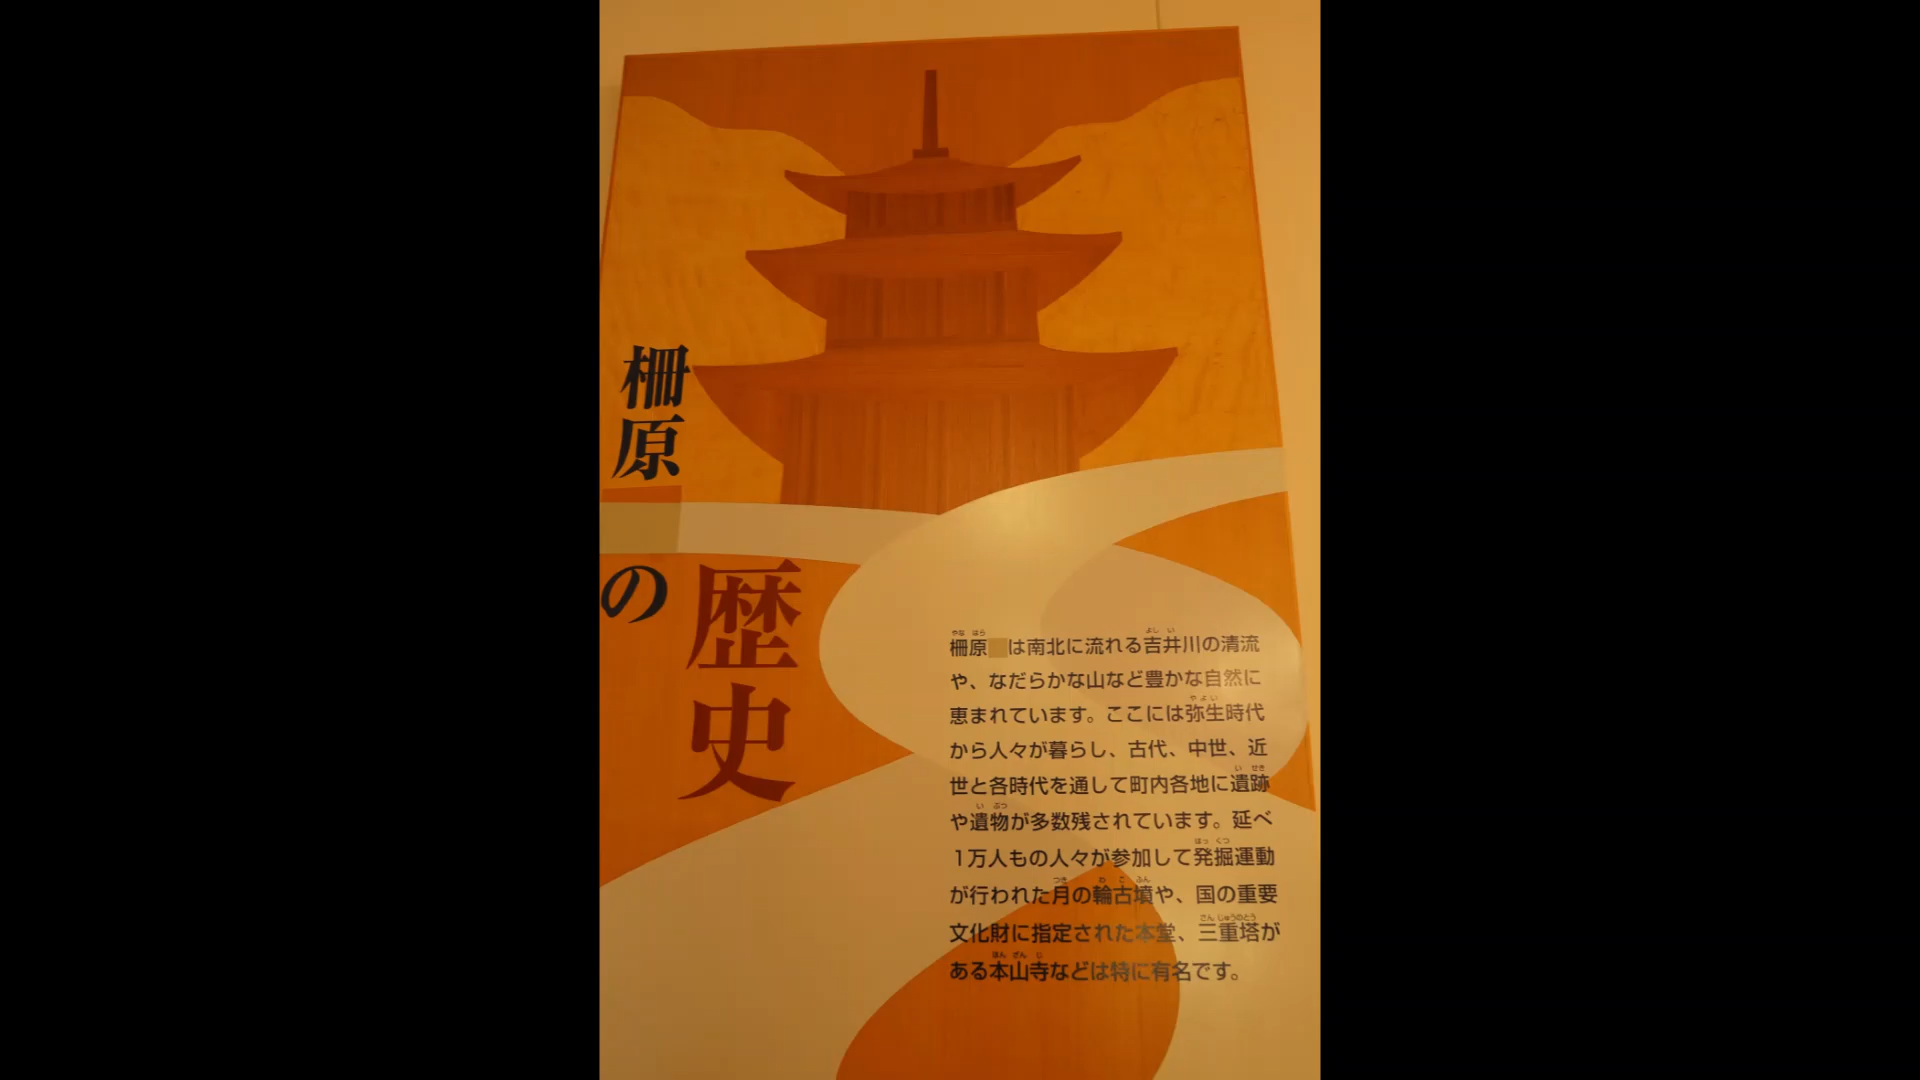 柵原
の
歴史
柵原は南北に流れる吉井川の清流
や、なだらかな山など豊かな自然に
恵まれています。ここには弥生時代
から人々が暮らし、古代、中世、近
世と各時代を通して町内各地に遺跡
や遺物が多数残されています。延べ
1万人もの人々が参加して発掘運動
が行われた月の輪古墳や、国の重要
文化財に指定された本堂、三重塔が
ある本山寺などは特に有名です。